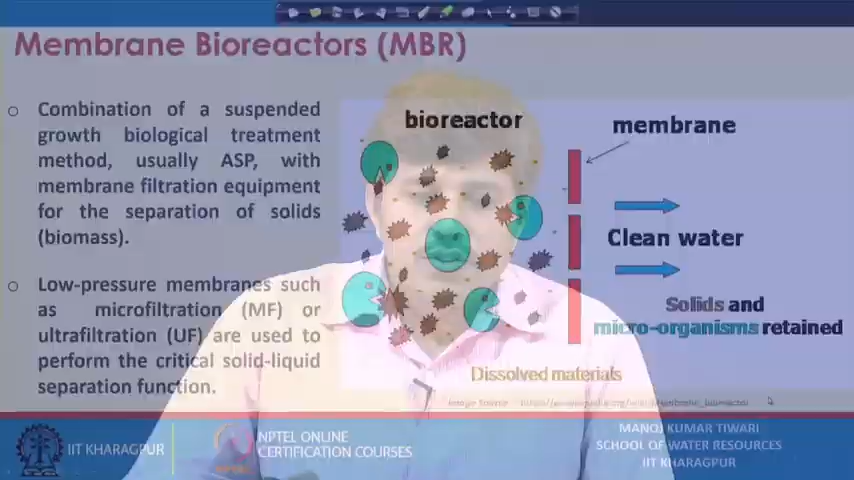 Membrane Bioreactors (MBR)
Combination of a suspended
growth biological treatment
method, usually ASP, with
membrane filtration equipment
for the separation of solids
(biomass).
Low-pressure membranes such
as microfiltration (MF) or
ultrafiltration (UF) are used to
perform the critical solid-liquid
separation function.
bioreactor
membrane
Clean water
Solids and
micro-organisms retained
Dissolved materials
Image Source
IIT KHARAGPUR
NPTEL ONLINE
CERTIFICATION COURSES
MANOJ KUMAR TIWARI
SCHOOL OF WATER RESOURCES
IIT KHARAGPUR